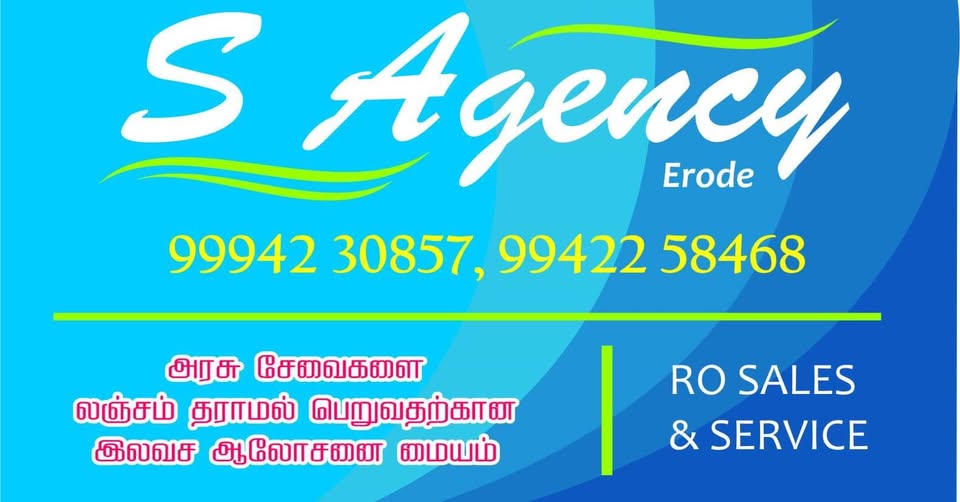 S Agency
Erode
99942 30857, 99422 58468
அரசு சேவைகளை
லஞ்சம் தராமல் பெறுவதற்கான
இலவச ஆலோசனை மையம்
RO SALES
& SERVICE